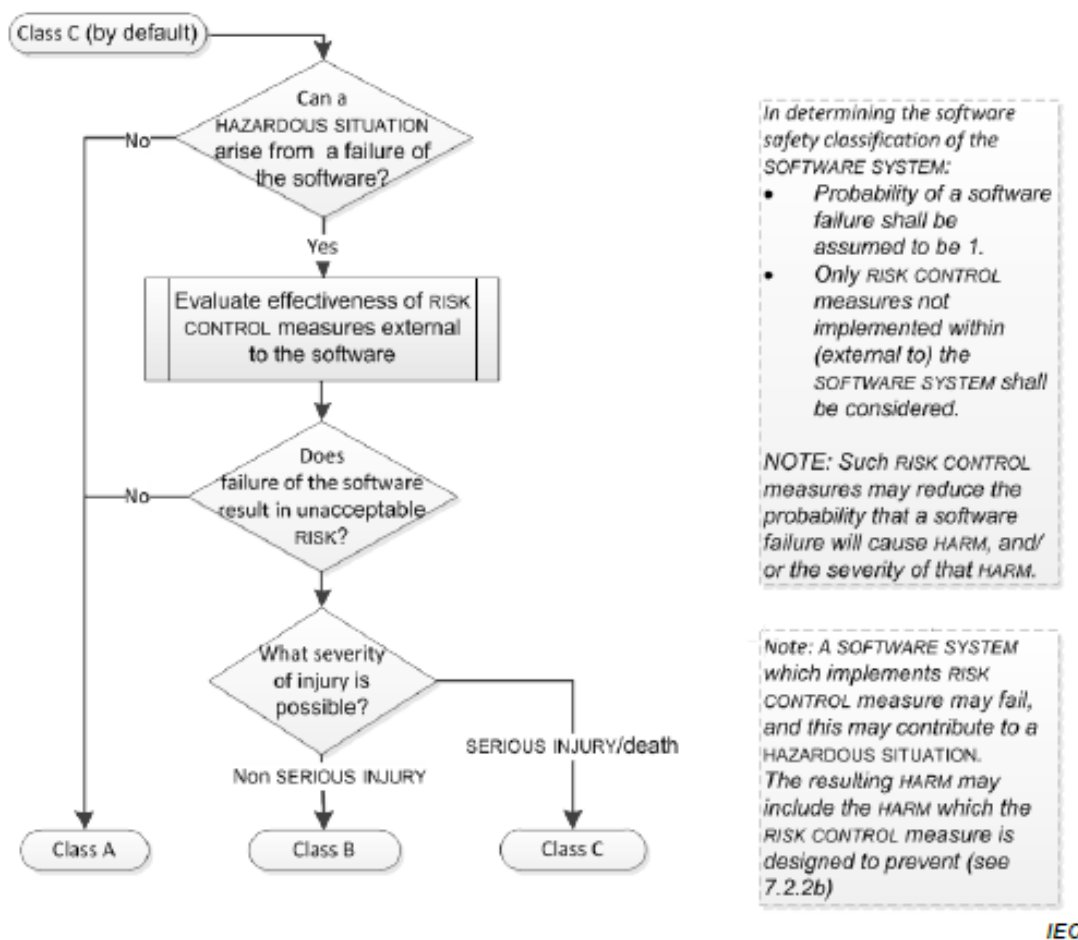 Class C (by default)
Can a
HAZARDOUS SITUATION
arise from a failure of
the software?
No
Yes
Evaluate effectiveness of RISK
CONTROL measures external
to the software
Does
failure of the software
result in unacceptable
RISK?
No
What severity
of injury is
possible?
SERIOUS INJURY/death
Non SERIOUS INJURY
Class A
Class B
Class C
In determining the software
safety classification of the
SOFTWARE SYSTEM:
• Probability of a software
failure shall be
assumed to be 1.
• Only RISK CONTROL
measures not
implemented within
(external to) the
SOFTWARE SYSTEM shall
be considered.
NOTE: Such RISK CONTROL
measures may reduce the
probability that a software
failure will cause HARM, and/
or the severity of that HARM.
Note: A SOFTWARE SYSTEM
which implements RISK
CONTROL measure may fail,
and this may contribute to a
HAZARDOUS SITUATION.
The resulting HARM may
include the HARM which the
RISK CONTROL measure is
designed to prevent (see
7.2.2b)
IEC